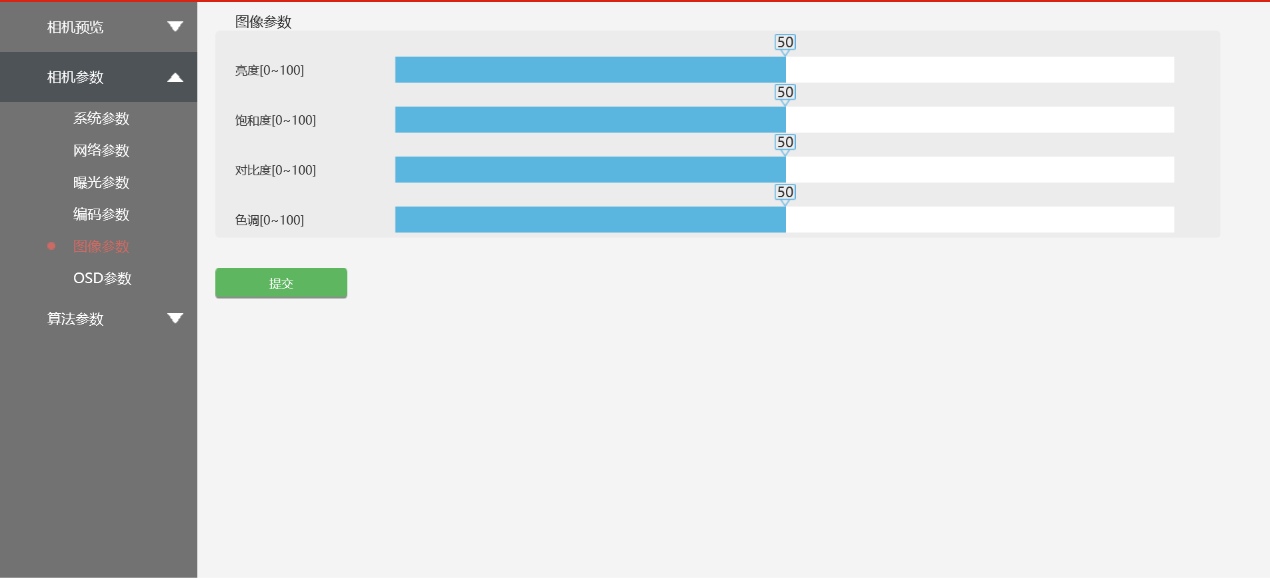 相机预览
相机参数
系统参数
网络参数
曝光参数
编码参数
图像参数
OSD参数
算法参数
图像参数
50
亮度[0~100]
50
饱和度[0~100]
50
对比度[0~100]
50
色调[0~100]
提交